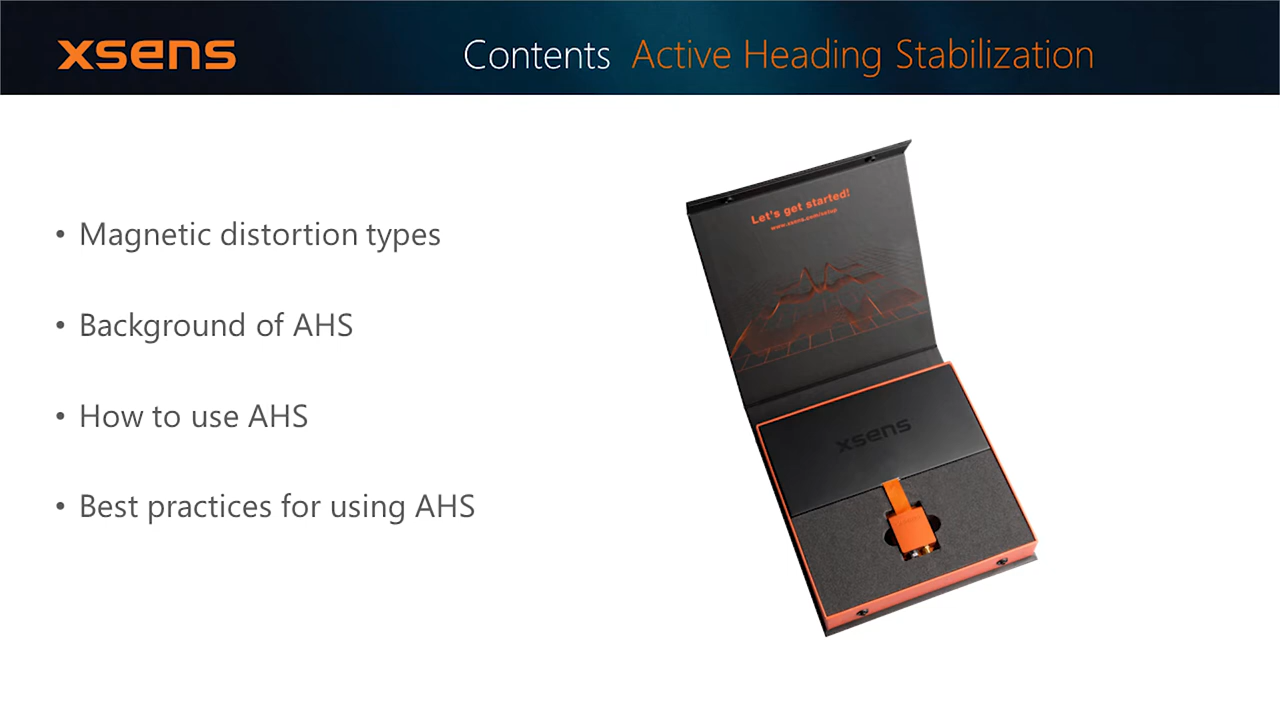 xsens
Contents Active Heading Stabilization
• Magnetic distortion types
• Background of AHS
• How to use AHS
• Best practices for using AHS
Let's get started!
www.xsens.com/setup
xsens